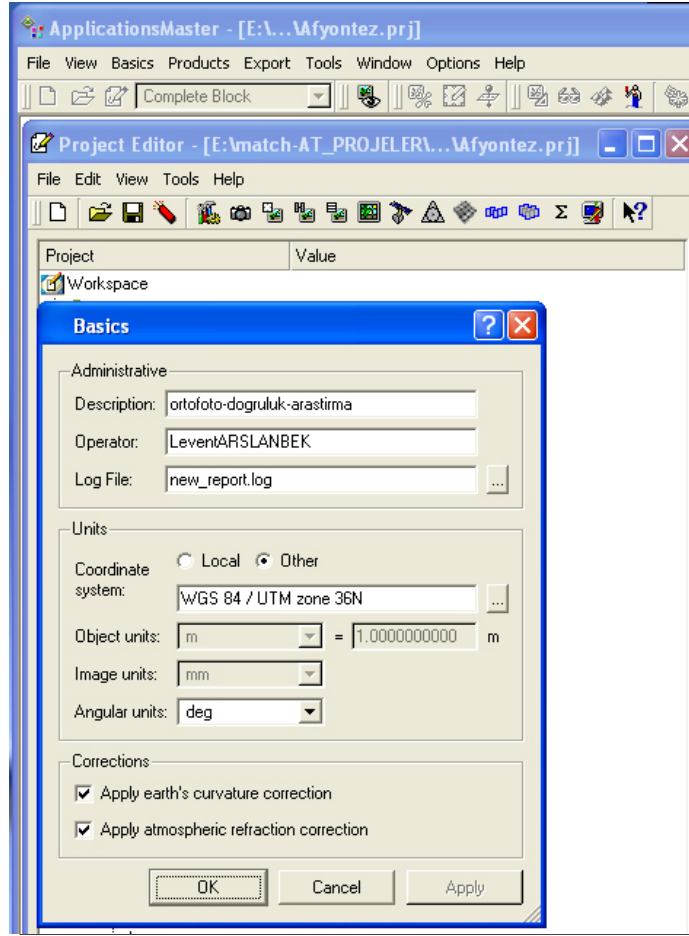 ApplicationsMaster - [E:\...\Afyontez.prj]
File View Basics Products Export Tools Window Options Help
Complete Block
Project Editor - [E:\match-AT_PROJELER\...\Afyontez.prj]
File Edit View Tools Help
Project Value
Workspace
Basics
Administrative
Description: ortofoto-dogruluk-arastirma
Operator: LeventARSLANBEK
Log File: new_report.log ...
Units
Coordinate system: Local Other
WGS 84 / UTM zone 36N ...
Object units: m = 1.0000000000 m
Image units: mm
Angular units: deg
Corrections
Apply earth's curvature correction
Apply atmospheric refraction correction
OK Cancel Apply